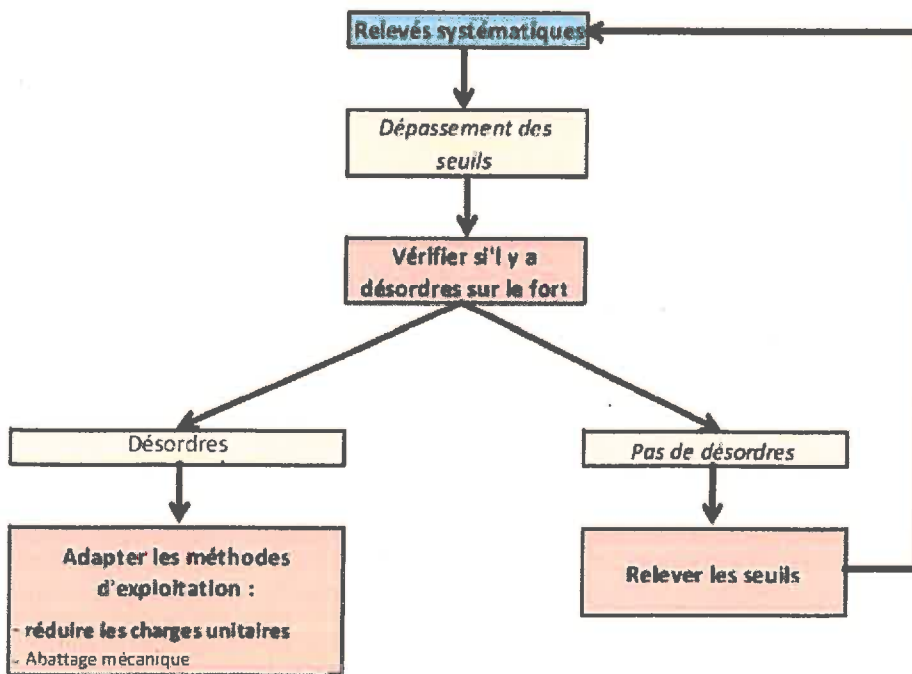 Relevés systématiques
Dépassement des
seuils
Vérifier si'l y a
désordres sur le fort
Désordres
Pas de désordres
Adapter les méthodes
d'exploitation :
- réduire les charges unitaires
- Abattage mécanique
Relever les seuils